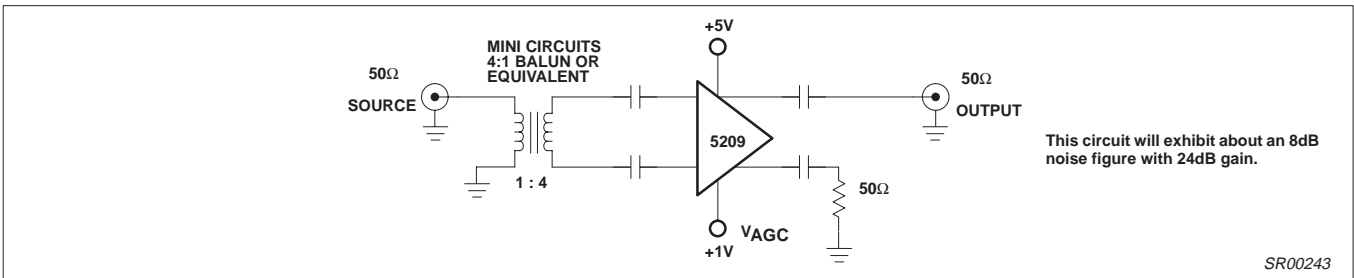 +5V
MINI CIRCUITS
4:1 BALUN OR
EQUIVALENT
50Ω
SOURCE
50Ω
OUTPUT
5209
This circuit will exhibit about an 8dB
noise figure with 24dB gain.
1 : 4
50Ω
VAGC
+1V
SR00243